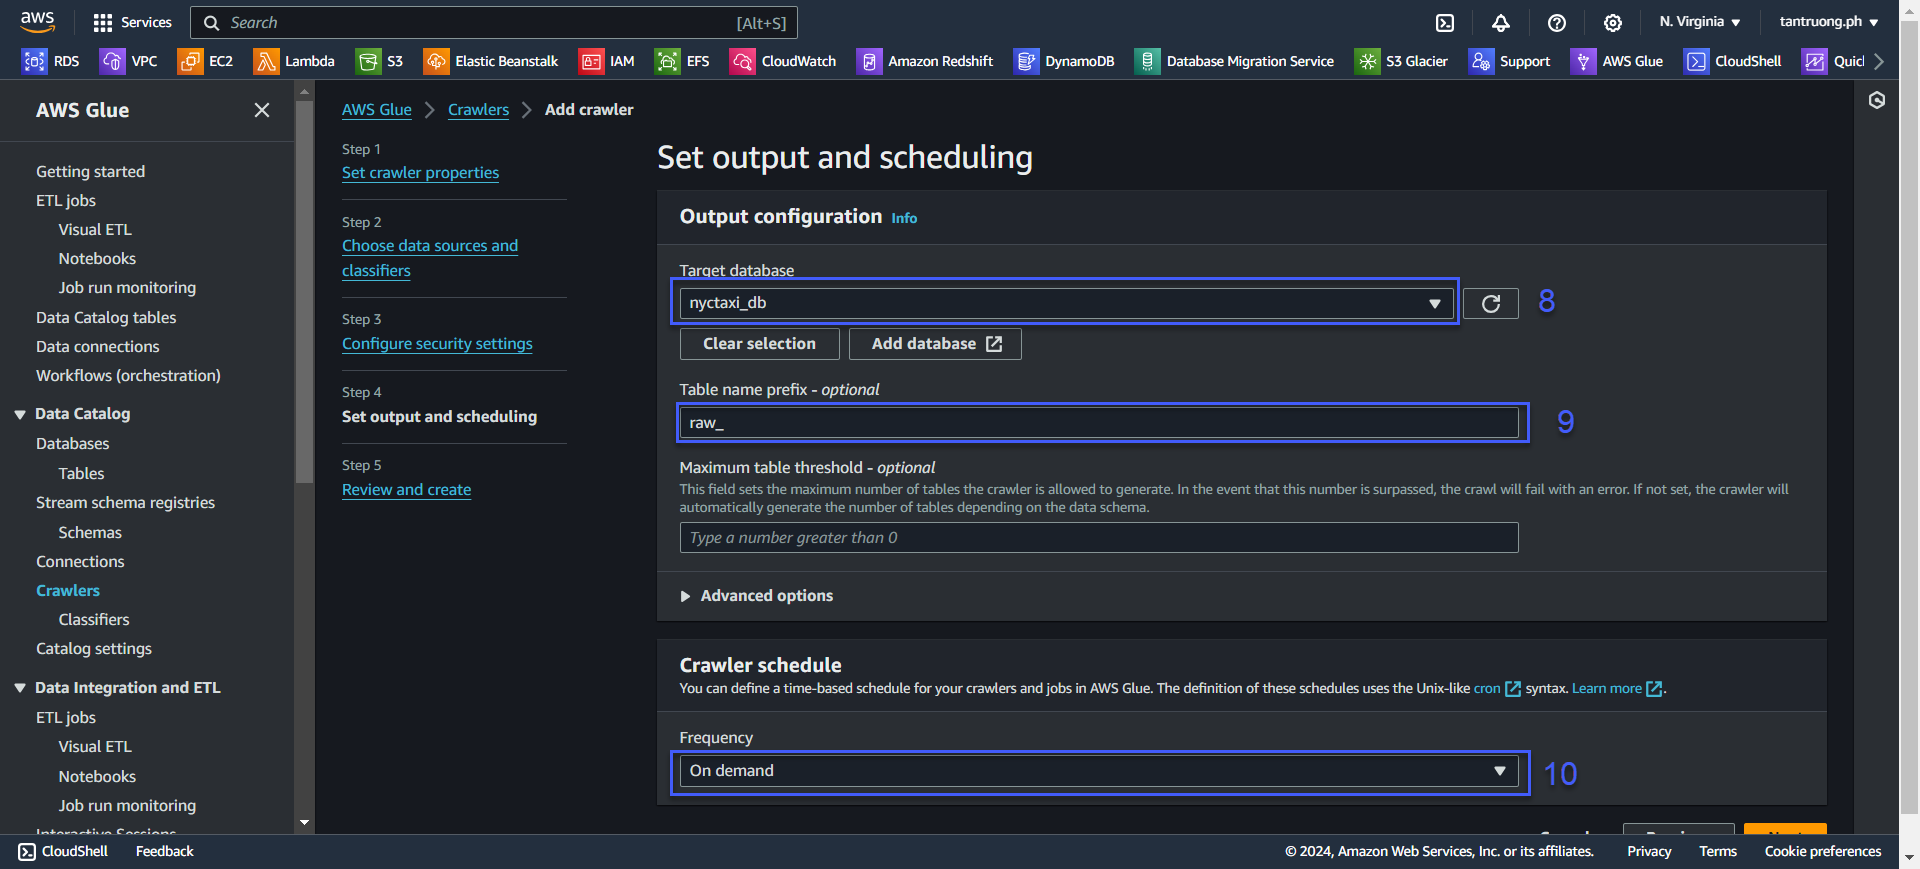 aws
Services
Search
[Alt+S]
N. Virginia
tantruong.ph
RDS
VPC
EC2
Lambda
S3
Elastic Beanstalk
IAM
EFS
CloudWatch
Amazon Redshift
DynamoDB
Database Migration Service
S3 Glacier
Support
AWS Glue
CloudShell
AWS Glue
Getting started
ETL jobs
Visual ETL
Notebooks
Job run monitoring
Data Catalog tables
Data connections
Workflows (orchestration)
Data Catalog
Databases
Tables
Stream schema registries
Schemas
Connections
Crawlers
Classifiers
Catalog settings
Data Integration and ETL
ETL jobs
Visual ETL
Notebooks
Job run monitoring
Interactive Sessions
AWS Glue
Crawlers
Add crawler
Step 1
Set crawler properties
Step 2
Choose data sources and
classifiers
Step 3
Configure security settings
Step 4
Set output and scheduling
Step 5
Review and create
Set output and scheduling
Output configuration Info
Target database
nyctaxi_db
8
Clear selection
Add database
Table name prefix - optional
raw_
9
Maximum table threshold - optional
This field sets the maximum number of tables the crawler is allowed to generate. In the event that this number is surpassed, the crawl will fail with an error. If not set, the crawler will
automatically generate the number of tables depending on the data schema.
Type a number greater than 0
Advanced options
Crawler schedule
You can define a time-based schedule for your crawlers and jobs in AWS Glue. The definition of these schedules uses the Unix-like cron syntax. Learn more.
Frequency
On demand
10
CloudShell
Feedback
© 2024, Amazon Web Services, Inc. or its affiliates.
Privacy
Terms
Cookie preferences